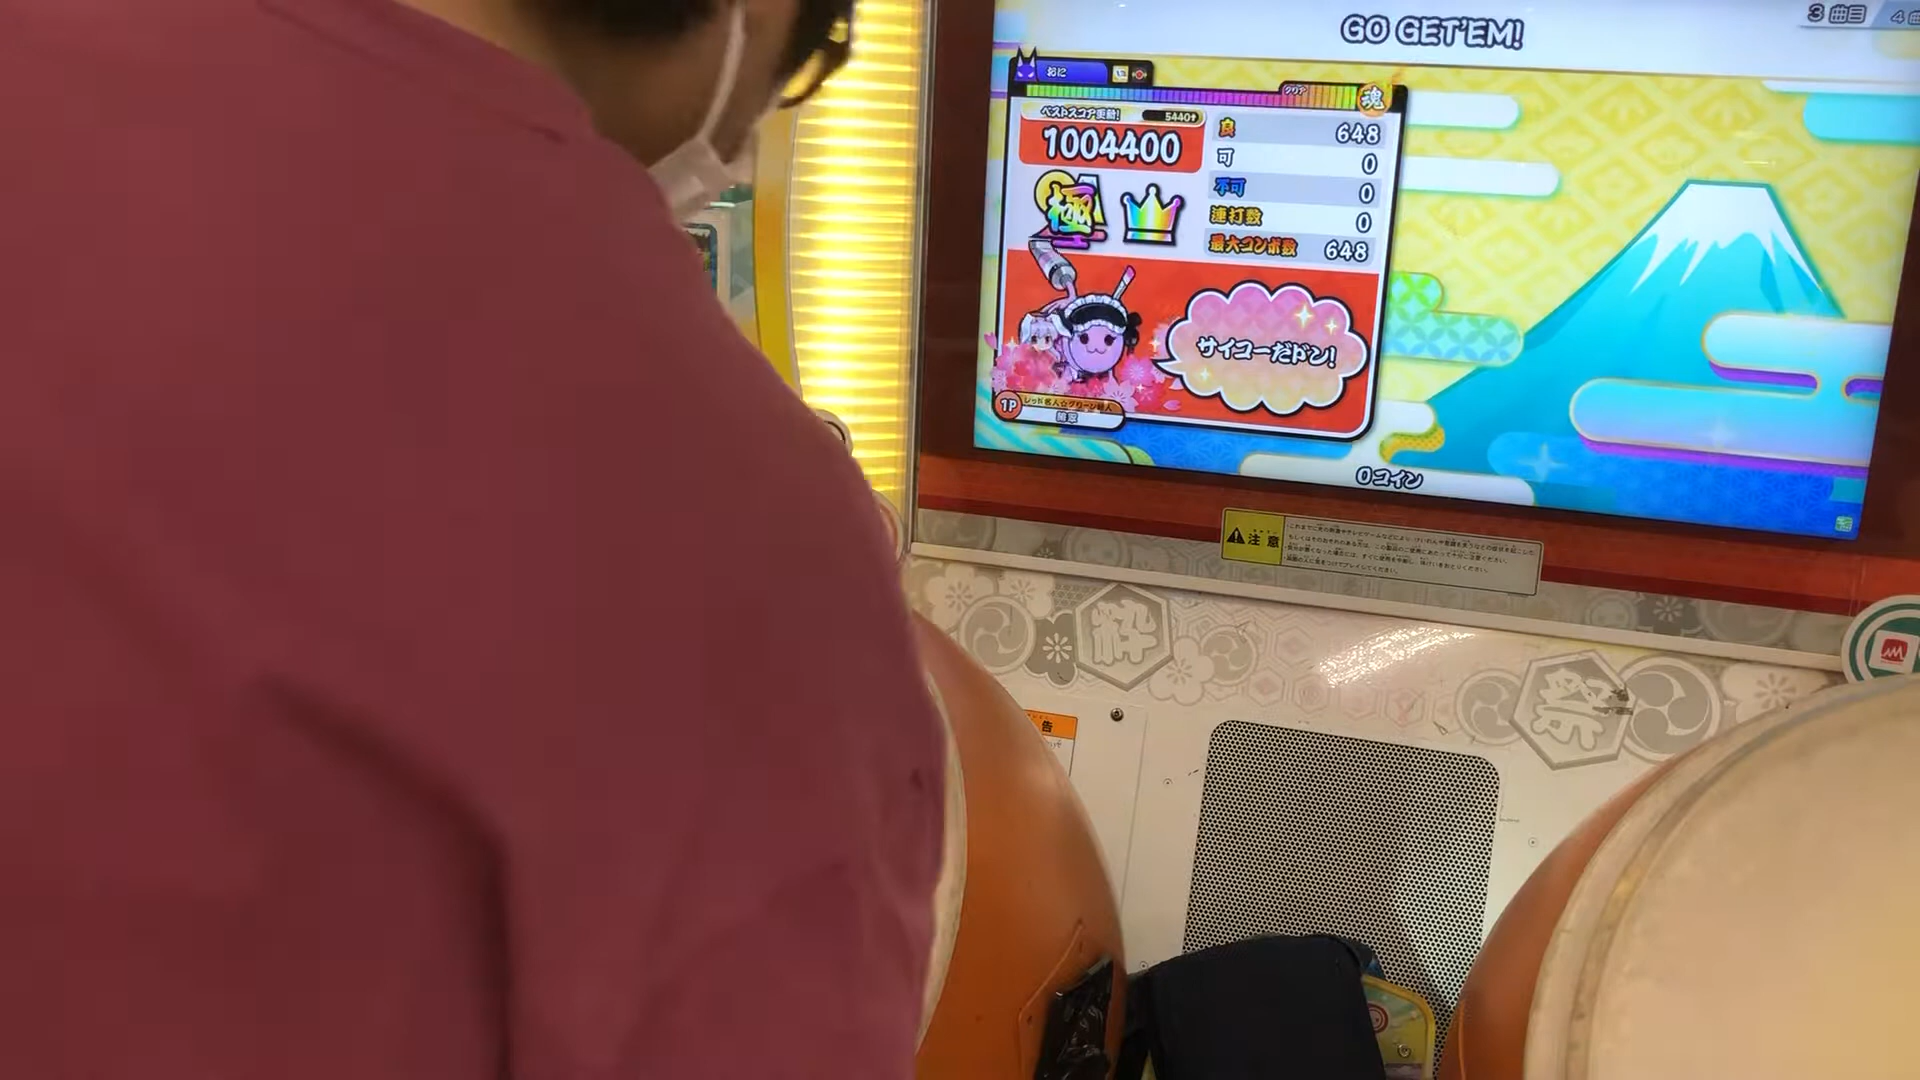 GO GET'EM!
3曲目
4曲
おに
クリア
魂
ベストスコア更新!
5440↑
1004400
極
良 648
可 0
不可 0
連打数 0
最大コンボ数 648
サイコーだドン!
1P
0コイン
注意
粋
祭
告